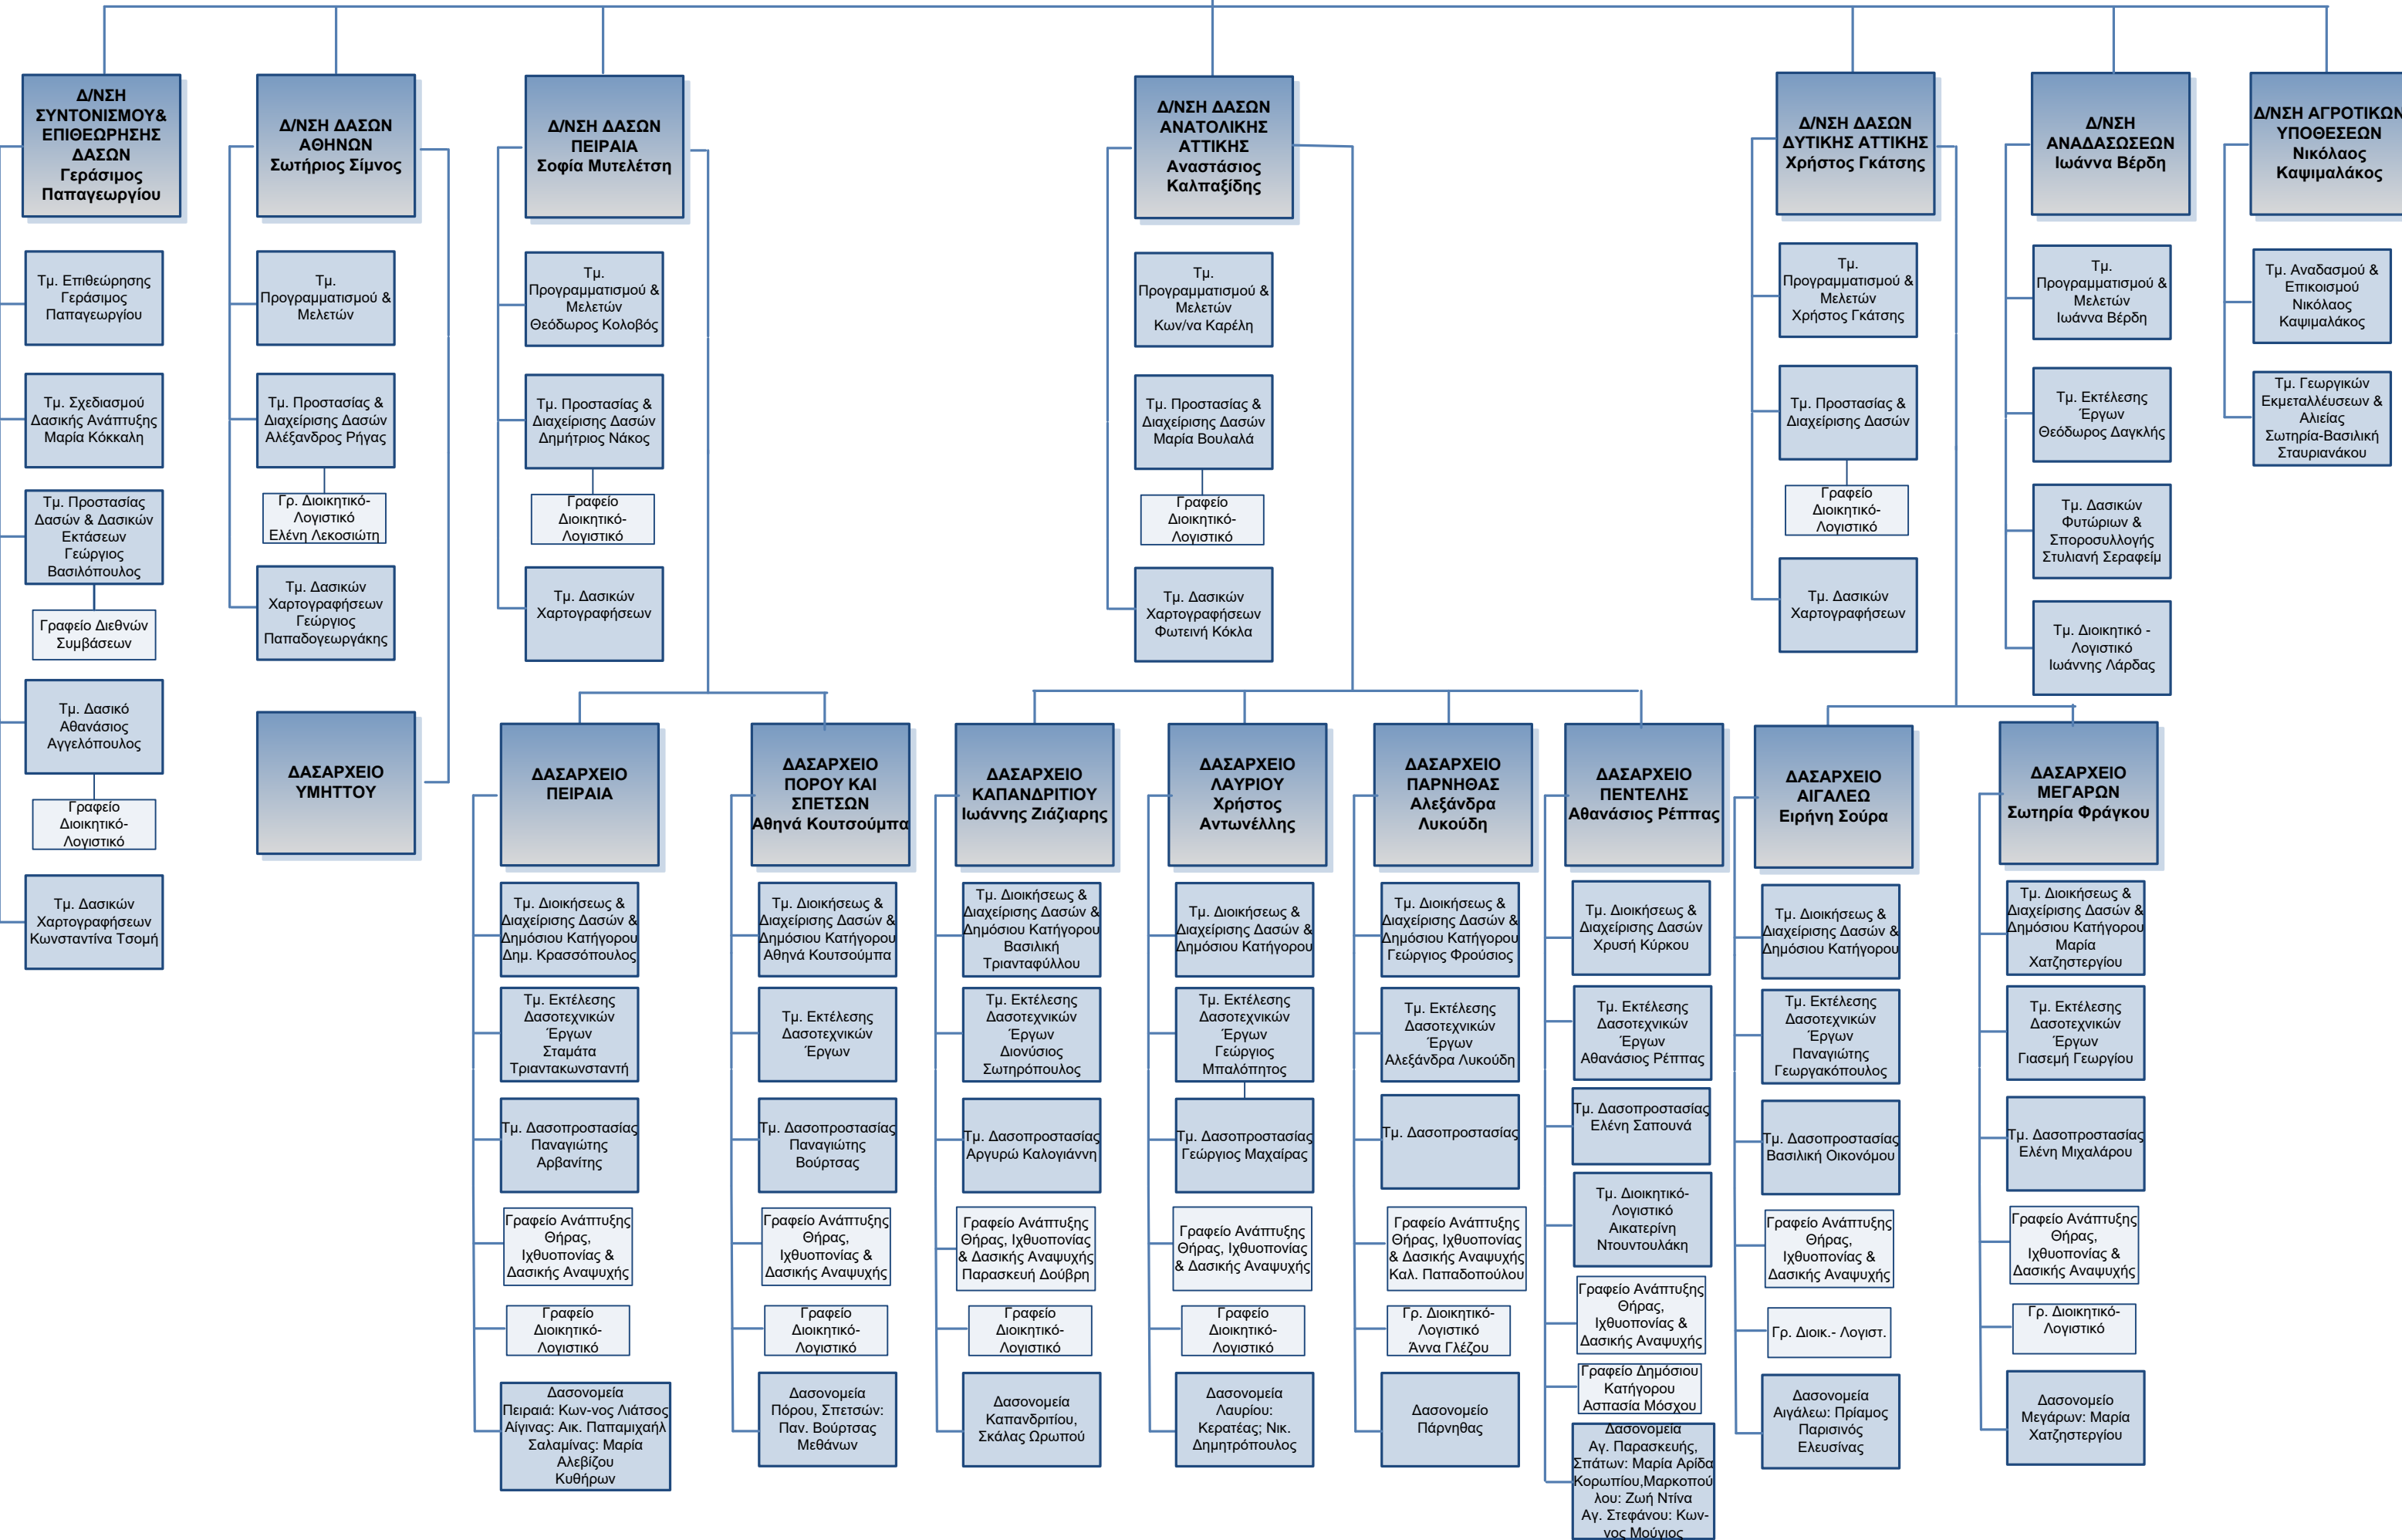 Δ/ΝΣΗ
ΣΥΝΤΟΝΙΣΜΟΥ&
ΕΠΙΘΕΩΡΗΣΗΣ
ΔΑΣΩΝ
Γεράσιμος
Παπαγεωργίου
Τμ. Επιθεώρησης
Γεράσιμος
Παπαγεωργίου
Τμ. Σχεδιασμού
Δασικής Ανάπτυξης
Μαρία Κόκκαλη
Τμ. Προστασίας
Δασών & Δασικών
Εκτάσεων
Γεώργιος
Βασιλόπουλος
Γραφείο Διεθνών
Συμβάσεων
Τμ. Δασικό
Αθανάσιος
Αγγελόπουλος
Γραφείο
Διοικητικό-
Λογιστικό
Τμ. Δασικών
Χαρτογραφήσεων
Κωνσταντίνα Τσομή
Δ/ΝΣΗ ΔΑΣΩΝ
ΑΘΗΝΩΝ
Σωτήριος Σίμνος
Τμ.
Προγραμματισμού &
Μελετών
Τμ. Προστασίας &
Διαχείρισης Δασών
Αλέξανδρος Ρήγας
Γρ. Διοικητικό-
Λογιστικό
Ελένη Λεκοσιώτη
Τμ. Δασικών
Χαρτογραφήσεων
Γεώργιος
Παπαδογεωργάκης
ΔΑΣΑΡΧΕΙΟ
ΥΜΗΤΤΟΥ
Δ/ΝΣΗ ΔΑΣΩΝ
ΠΕΙΡΑΙΑ
Σοφία Μυτελέτση
Τμ.
Προγραμματισμού &
Μελετών
Θεόδωρος Κολοβός
Τμ. Προστασίας &
Διαχείρισης Δασών
Δημήτριος Νάκος
Γραφείο
Διοικητικό-
Λογιστικό
Τμ. Δασικών
Χαρτογραφήσεων
ΔΑΣΑΡΧΕΙΟ
ΠΕΙΡΑΙΑ
Τμ. Διοικήσεως &
Διαχείρισης Δασών &
Δημόσιου Κατήγορου
Δημ. Κρασσόπουλος
Τμ. Εκτέλεσης
Δασοτεχνικών
Έργων
Σταμάτα
Τριαντακωνσταντή
Τμ. Δασοπροστασίας
Παναγιώτης
Αρβανίτης
Γραφείο Ανάπτυξης
Θήρας,
Ιχθυοπονίας &
Δασικής Αναψυχής
Γραφείο
Διοικητικό-
Λογιστικό
Δασονομεία
Πειραιά: Κων-νος Λιάτσος
Αίγινας: Αικ. Παπαμιχαήλ
Σαλαμίνας: Μαρία
Αλεβίζου
Κυθήρων
ΔΑΣΑΡΧΕΙΟ
ΠΟΡΟΥ ΚΑΙ
ΣΠΕΤΣΩΝ
Αθηνά Κουτσούμπα
Τμ. Διοικήσεως &
Διαχείρισης Δασών &
Δημόσιου Κατήγορου
Αθηνά Κουτσούμπα
Τμ. Εκτέλεσης
Δασοτεχνικών
Έργων
Τμ. Δασοπροστασίας
Παναγιώτης
Βούρτσας
Γραφείο Ανάπτυξης
Θήρας,
Ιχθυοπονίας &
Δασικής Αναψυχής
Γραφείο
Διοικητικό-
Λογιστικό
Δασονομεία
Πόρου, Σπετσών:
Παν. Βούρτσας
Μεθάνων
Δ/ΝΣΗ ΔΑΣΩΝ
ΑΝΑΤΟΛΙΚΗΣ
ΑΤΤΙΚΗΣ
Αναστάσιος
Καλπαξίδης
Τμ.
Προγραμματισμού &
Μελετών
Κων/να Καρέλη
Τμ. Προστασίας &
Διαχείρισης Δασών
Μαρία Βουλαλά
Γραφείο
Διοικητικό-
Λογιστικό
Τμ. Δασικών
Χαρτογραφήσεων
Φωτεινή Κόκλα
ΔΑΣΑΡΧΕΙΟ
ΚΑΠΑΝΔΡΙΤΙΟΥ
Ιωάννης Ζιάζιαρης
Τμ. Διοικήσεως &
Διαχείρισης Δασών &
Δημόσιου Κατήγορου
Βασιλική
Τριανταφύλλου
Τμ. Εκτέλεσης
Δασοτεχνικών
Έργων
Διονύσιος
Σωτηρόπουλος
Τμ. Δασοπροστασίας
Αργυρώ Καλογιάννη
Γραφείο Ανάπτυξης
Θήρας, Ιχθυοπονίας
& Δασικής Αναψυχής
Παρασκευή Δούβρη
Γραφείο
Διοικητικό-
Λογιστικό
Δασονομεία
Καπανδριτίου,
Σκάλας Ωρωπού
ΔΑΣΑΡΧΕΙΟ
ΛΑΥΡΙΟΥ
Χρήστος
Αντωνέλλης
Τμ. Διοικήσεως &
Διαχείρισης Δασών &
Δημόσιου Κατήγορου
Τμ. Εκτέλεσης
Δασοτεχνικών
Έργων
Γεώργιος
Μπαλόπητος
Τμ. Δασοπροστασίας
Γεώργιος Μαχαίρας
Γραφείο Ανάπτυξης
Θήρας, Ιχθυοπονίας
& Δασικής Αναψυχής
Γραφείο
Διοικητικό-
Λογιστικό
Δασονομεία
Λαυρίου:
Κερατέας; Νικ.
Δημητρόπουλος
ΔΑΣΑΡΧΕΙΟ
ΠΑΡΝΗΘΑΣ
Αλεξάνδρα
Λυκούδη
Τμ. Διοικήσεως &
Διαχείρισης Δασών &
Δημόσιου Κατήγορου
Γεώργιος Φρούσιος
Τμ. Εκτέλεσης
Δασοτεχνικών
Έργων
Αλεξάνδρα Λυκούδη
Τμ. Δασοπροστασίας
Γραφείο Ανάπτυξης
Θήρας, Ιχθυοπονίας
& Δασικής Αναψυχής
Καλ. Παπαδοπούλου
Γρ. Διοικητικό-
Λογιστικό
Άννα Γλέζου
Δασονομείο
Πάρνηθας
ΔΑΣΑΡΧΕΙΟ
ΠΕΝΤΕΛΗΣ
Αθανάσιος Ρέππας
Τμ. Διοικήσεως &
Διαχείρισης Δασών
Χρυσή Κύρκου
Τμ. Εκτέλεσης
Δασοτεχνικών
Έργων
Αθανάσιος Ρέππας
Τμ. Δασοπροστασίας
Ελένη Σαπουνά
Τμ. Διοικητικό-
Λογιστικό
Αικατερίνη
Ντουντουλάκη
Γραφείο Ανάπτυξης
Θήρας,
Ιχθυοπονίας &
Δασικής Αναψυχής
Γραφείο Δημόσιου
Κατήγορου
Ασπασία Μόσχου
Δασονομεία
Αγ. Παρασκευής,
Σπάτων: Μαρία Αρίδα
Κορωπίου,Μαρκοπού
λου: Ζωή Ντίνα
Αγ. Στεφάνου: Κων-
νος Μούγιος
Δ/ΝΣΗ ΔΑΣΩΝ
ΔΥΤΙΚΗΣ ΑΤΤΙΚΗΣ
Χρήστος Γκάτσης
Τμ.
Προγραμματισμού &
Μελετών
Χρήστος Γκάτσης
Τμ. Προστασίας &
Διαχείρισης Δασών
Γραφείο
Διοικητικό-
Λογιστικό
Τμ. Δασικών
Χαρτογραφήσεων
ΔΑΣΑΡΧΕΙΟ
ΑΙΓΑΛΕΩ
Ειρήνη Σούρα
Τμ. Διοικήσεως &
Διαχείρισης Δασών &
Δημόσιου Κατήγορου
Τμ. Εκτέλεσης
Δασοτεχνικών
Έργων
Παναγιώτης
Γεωργακόπουλος
Τμ. Δασοπροστασίας
Βασιλική Οικονόμου
Γραφείο Ανάπτυξης
Θήρας,
Ιχθυοπονίας &
Δασικής Αναψυχής
Γρ. Διοικ.- Λογιστ.
Δασονομεία
Αιγάλεω: Πρίαμος
Παρισινός
Ελευσίνας
ΔΑΣΑΡΧΕΙΟ
ΜΕΓΑΡΩΝ
Σωτηρία Φράγκου
Τμ. Διοικήσεως &
Διαχείρισης Δασών &
Δημόσιου Κατήγορου
Μαρία
Χατζηστεργίου
Τμ. Εκτέλεσης
Δασοτεχνικών
Έργων
Γιασεμή Γεωργίου
Τμ. Δασοπροστασίας
Ελένη Μιχαλάρου
Γραφείο Ανάπτυξης
Θήρας,
Ιχθυοπονίας &
Δασικής Αναψυχής
Γρ. Διοικητικό-
Λογιστικό
Δασονομείο
Μεγάρων: Μαρία
Χατζηστεργίου
Δ/ΝΣΗ
ΑΝΑΔΑΣΩΣΕΩΝ
Ιωάννα Βέρδη
Τμ.
Προγραμματισμού &
Μελετών
Ιωάννα Βέρδη
Τμ. Εκτέλεσης
Έργων
Θεόδωρος Δαγκλής
Τμ. Δασικών
Φυτώριων &
Σποροσυλλογής
Στυλιανή Σεραφείμ
Τμ. Διοικητικό -
Λογιστικό
Ιωάννης Λάρδας
Δ/ΝΣΗ ΑΓΡΟΤΙΚΩΝ
ΥΠΟΘΕΣΕΩΝ
Νικόλαος
Καψιμαλάκος
Τμ. Αναδασμού &
Επικοισμού
Νικόλαος
Καψιμαλάκος
Τμ. Γεωργικών
Εκμεταλλεύσεων &
Αλιείας
Σωτηρία-Βασιλική
Σταυριανάκου